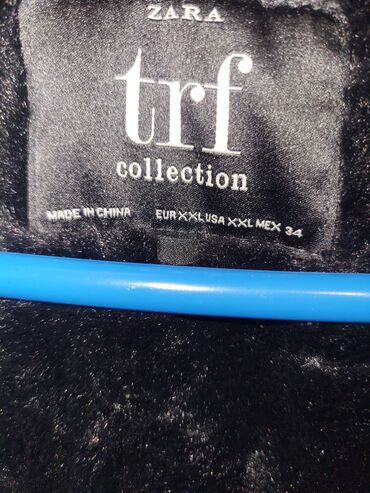 ZARA
trf
collection
MADE IN CHINA EUR XXL USA XXL MEX 34